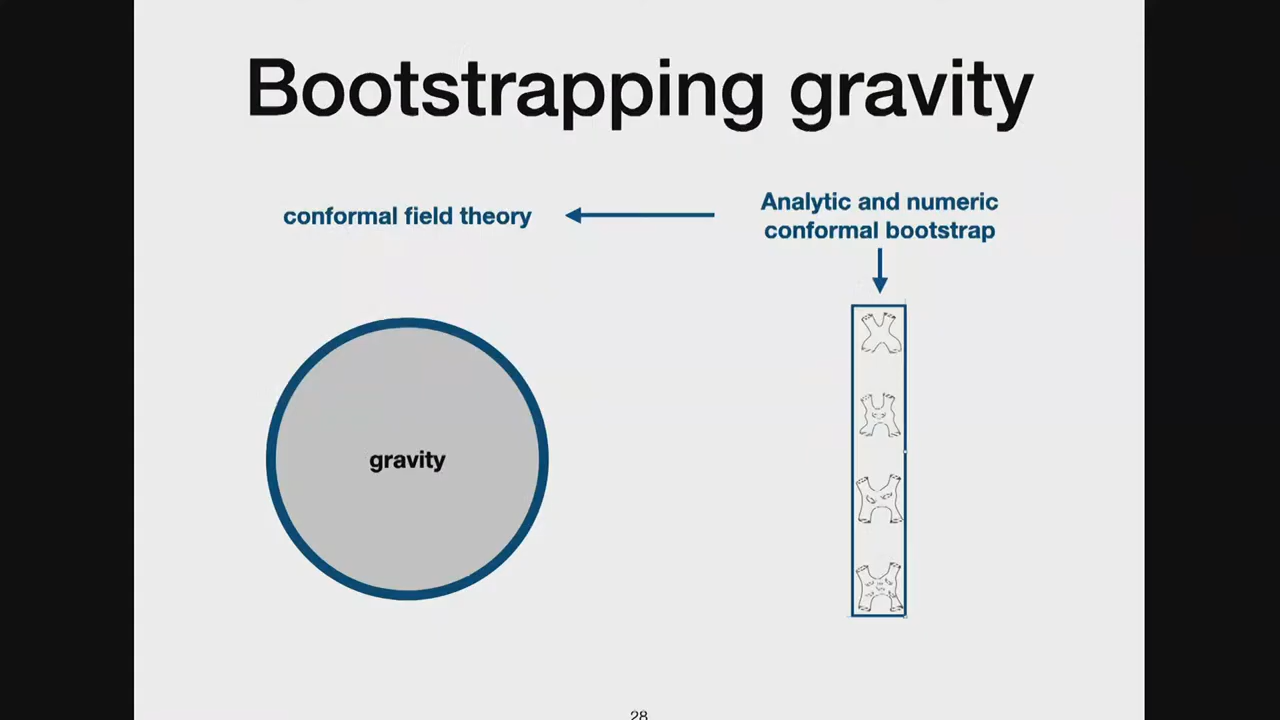 Bootstrapping gravity
conformal field theory
Analytic and numeric
conformal bootstrap
gravity
28